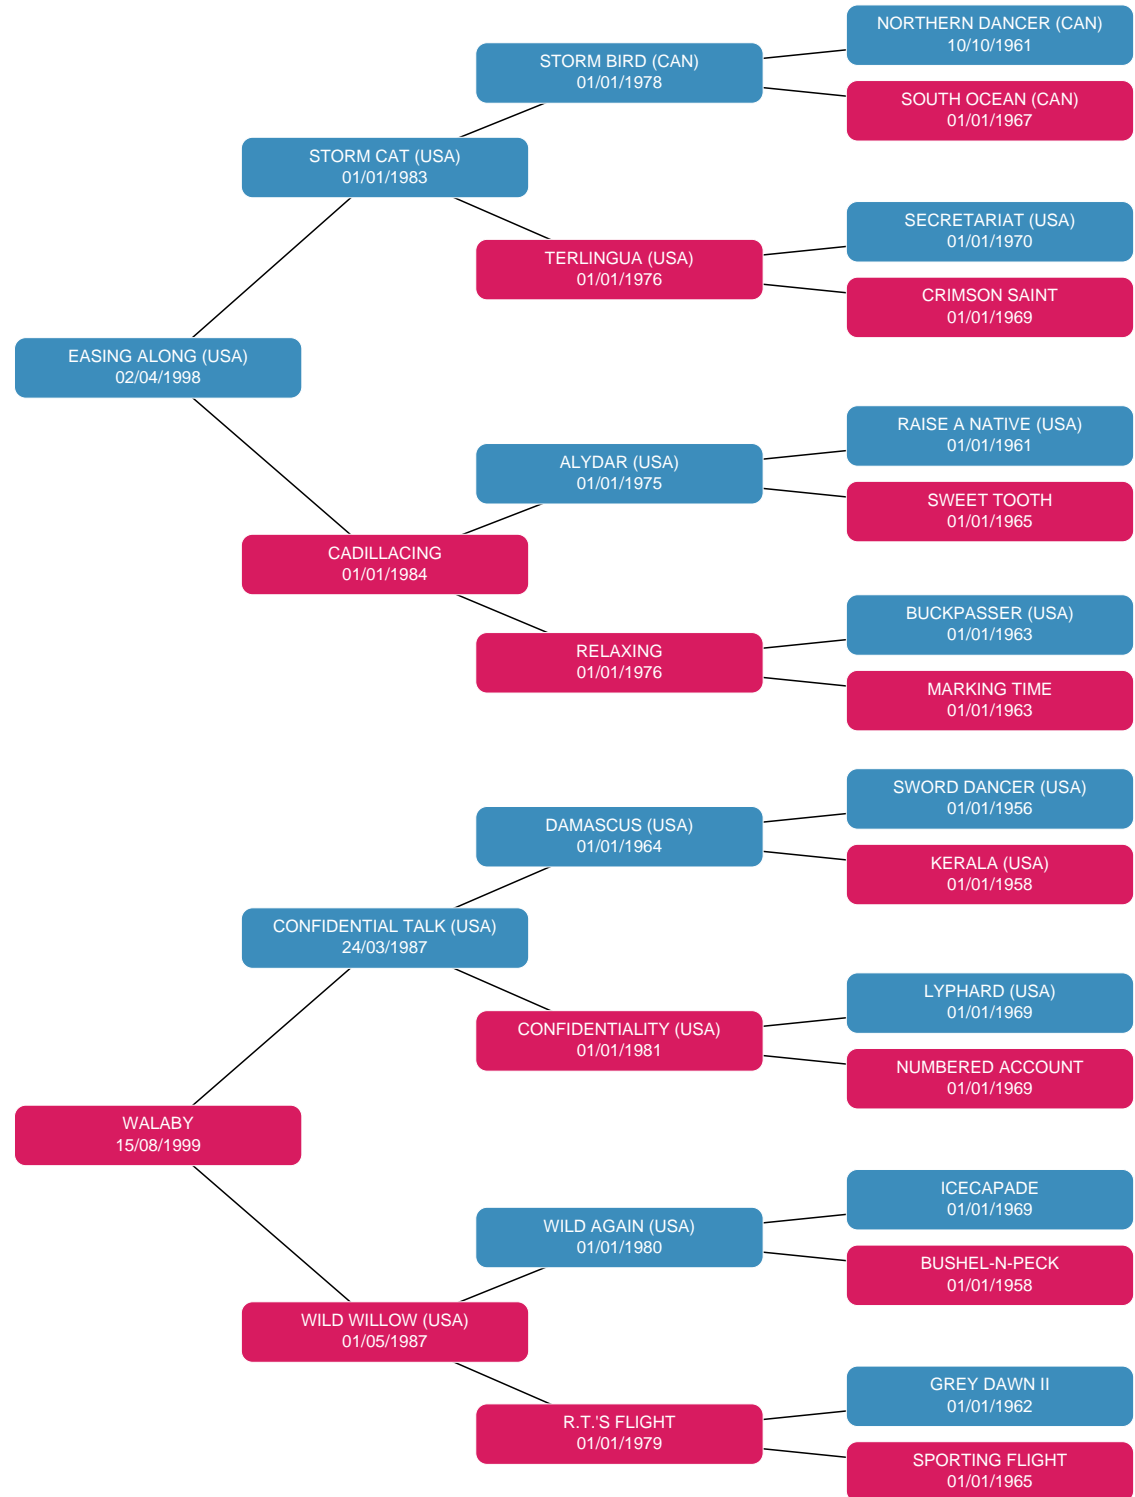 NORTHERN DANCER (CAN)
10/10/1961
STORM BIRD (CAN)
01/01/1978
SOUTH OCEAN (CAN)
01/01/1967
STORM CAT (USA)
01/01/1983
SECRETARIAT (USA)
01/01/1970
TERLINGUA (USA)
01/01/1976
CRIMSON SAINT
01/01/1969
EASING ALONG (USA)
02/04/1998
RAISE A NATIVE (USA)
01/01/1961
ALYDAR (USA)
01/01/1975
SWEET TOOTH
01/01/1965
CADILLACING
01/01/1984
BUCKPASSER (USA)
01/01/1963
RELAXING
01/01/1976
MARKING TIME
01/01/1963
SWORD DANCER (USA)
01/01/1956
DAMASCUS (USA)
01/01/1964
KERALA (USA)
01/01/1958
CONFIDENTIAL TALK (USA)
24/03/1987
LYPHARD (USA)
01/01/1969
CONFIDENTIALITY (USA)
01/01/1981
NUMBERED ACCOUNT
01/01/1969
WALABY
15/08/1999
ICECAPADE
01/01/1969
WILD AGAIN (USA)
01/01/1980
BUSHEL-N-PECK
01/01/1958
WILD WILLOW (USA)
01/05/1987
GREY DAWN II
01/01/1962
R.T.'S FLIGHT
01/01/1979
SPORTING FLIGHT
01/01/1965